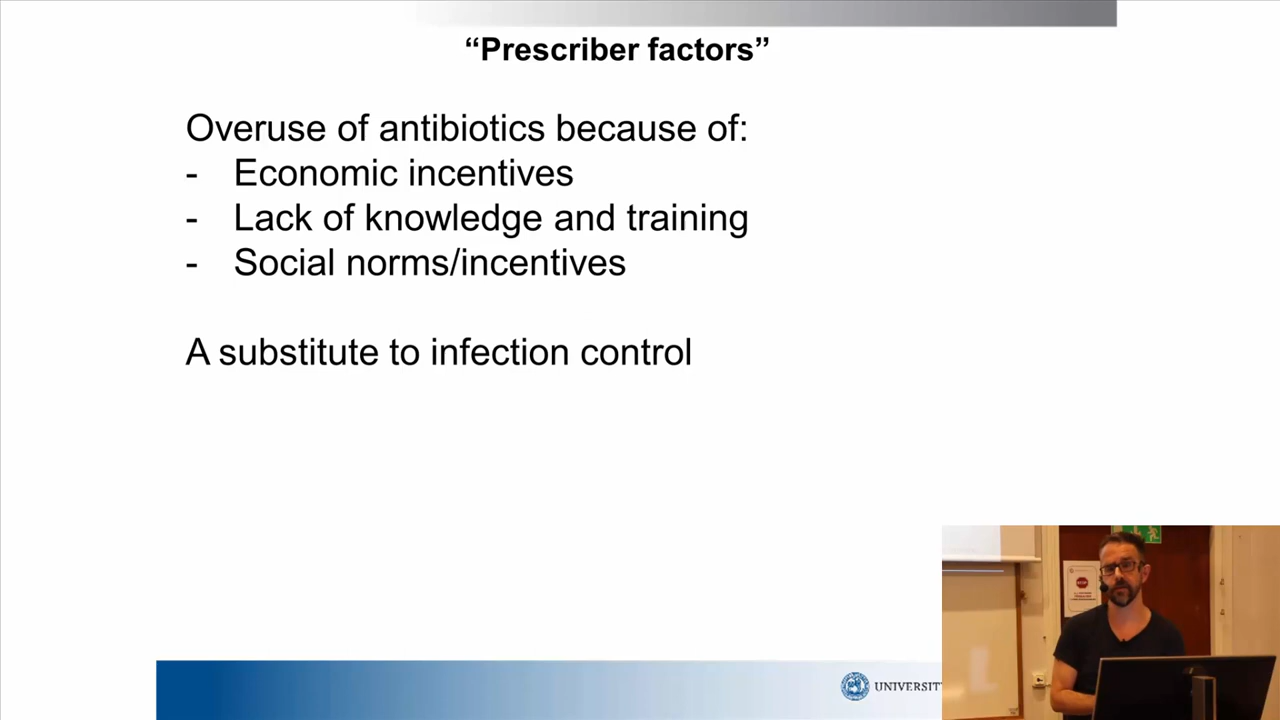 “Prescriber factors”
Overuse of antibiotics because of:
- Economic incentives
- Lack of knowledge and training
- Social norms/incentives
A substitute to infection control
UNIVERSITY
STOP